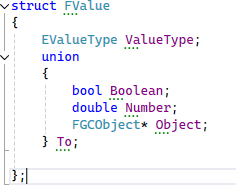 struct FValue
{
    EValueType ValueType;
    union
    {
        bool Boolean;
        double Number;
        FGCObject* Object;
    } To;
};